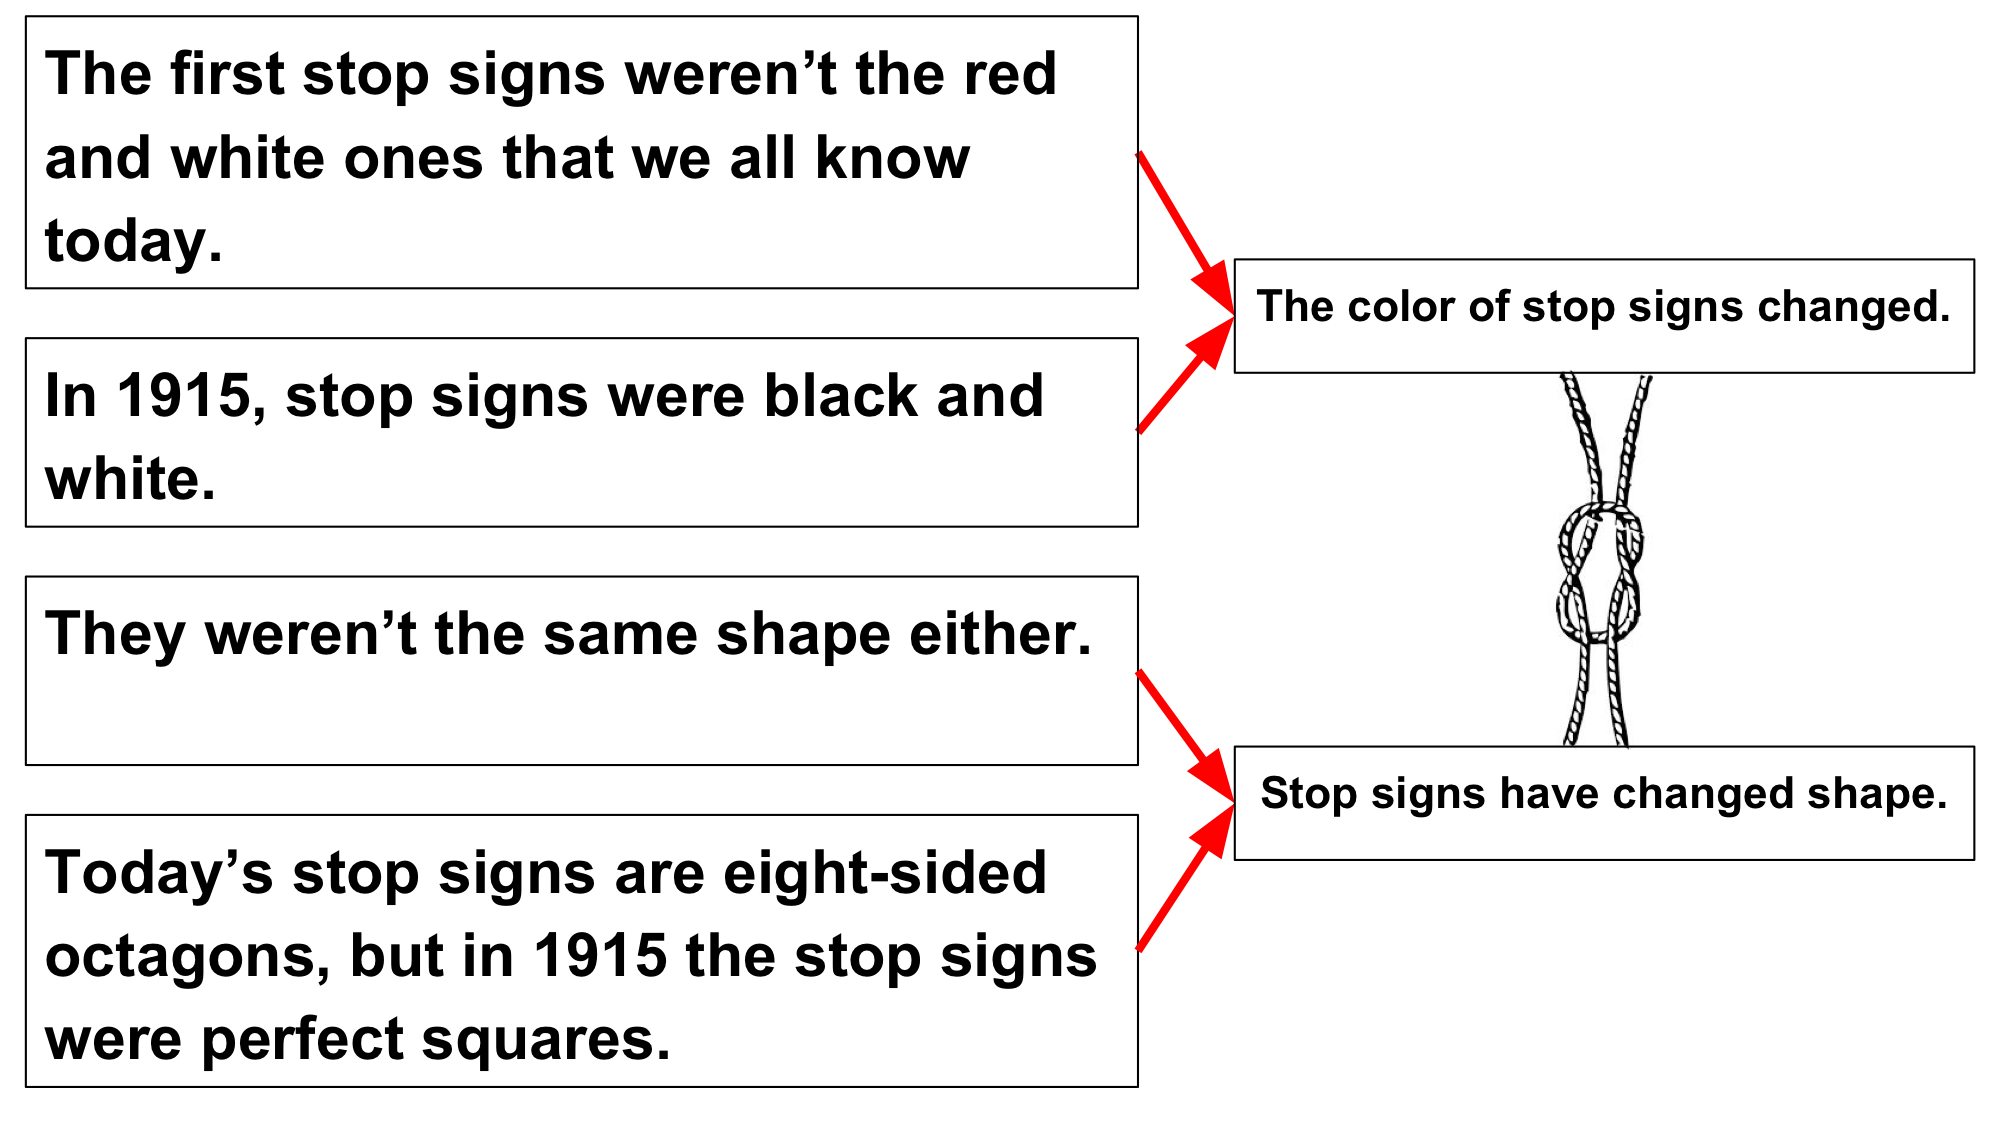 The first stop signs weren’t the red
and white ones that we all know
today.
The color of stop signs changed.
In 1915, stop signs were black and
white.
They weren’t the same shape either.
Stop signs have changed shape.
Today’s stop signs are eight-sided
octagons, but in 1915 the stop signs
were perfect squares.